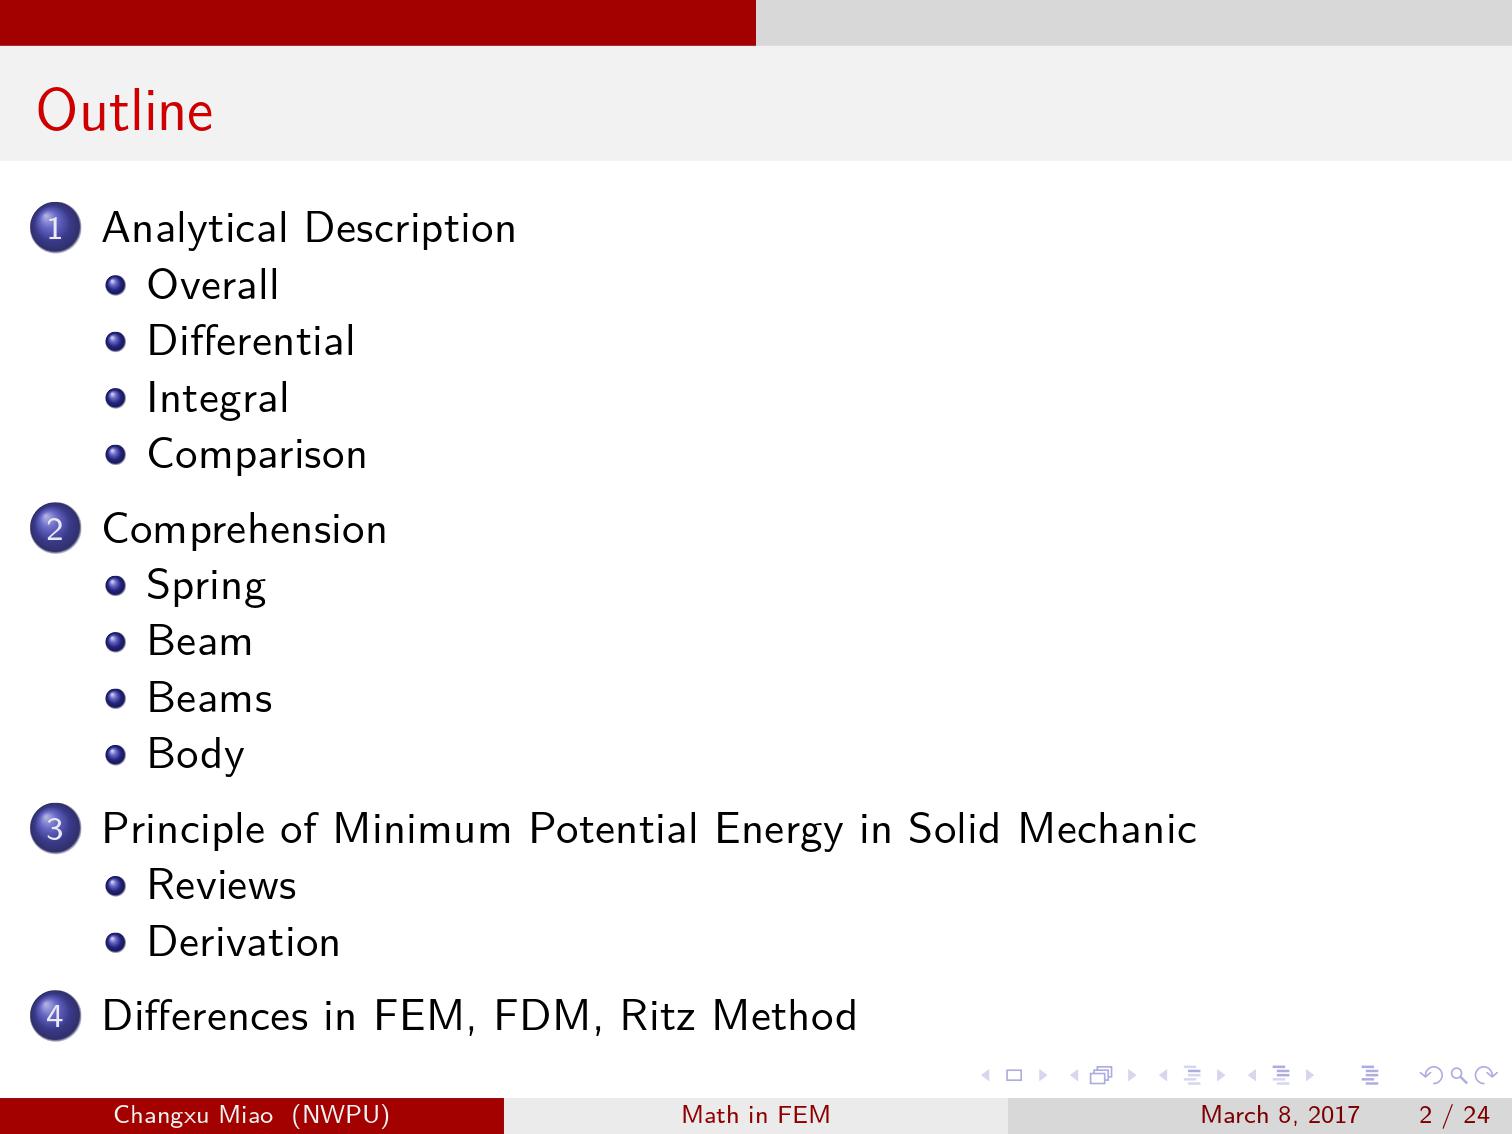 Outline
1 Analytical Description
Overall
Differential
Integral
Comparison
2 Comprehension
Spring
Beam
Beams
Body
3 Principle of Minimum Potential Energy in Solid Mechanic
Reviews
Derivation
4 Differences in FEM, FDM, Ritz Method
Changxu Miao (NWPU) Math in FEM March 8, 2017 2 / 24